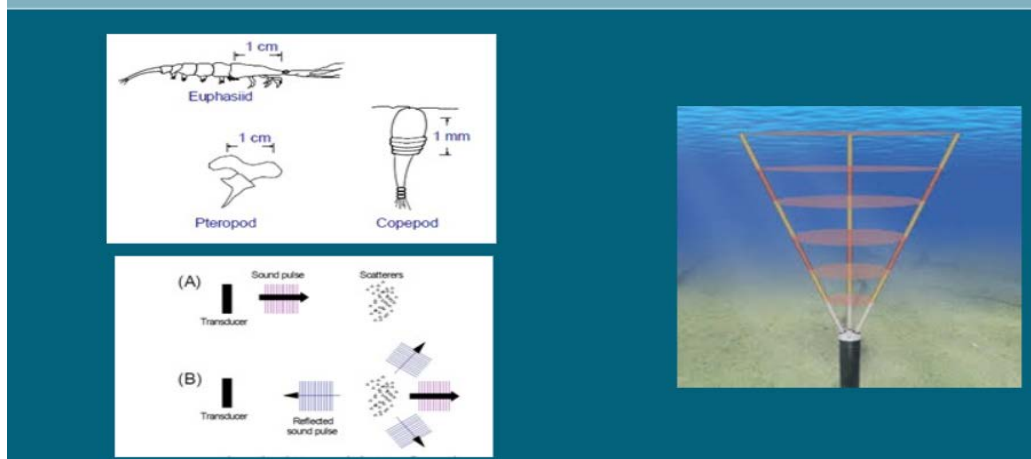 1 cm
Euphasiid
1 cm
Pteropod
1 mm
Copepod
(A)
Sound pulse
Scatterers
Transducer
(B)
Transducer
Reflected
sound pulse